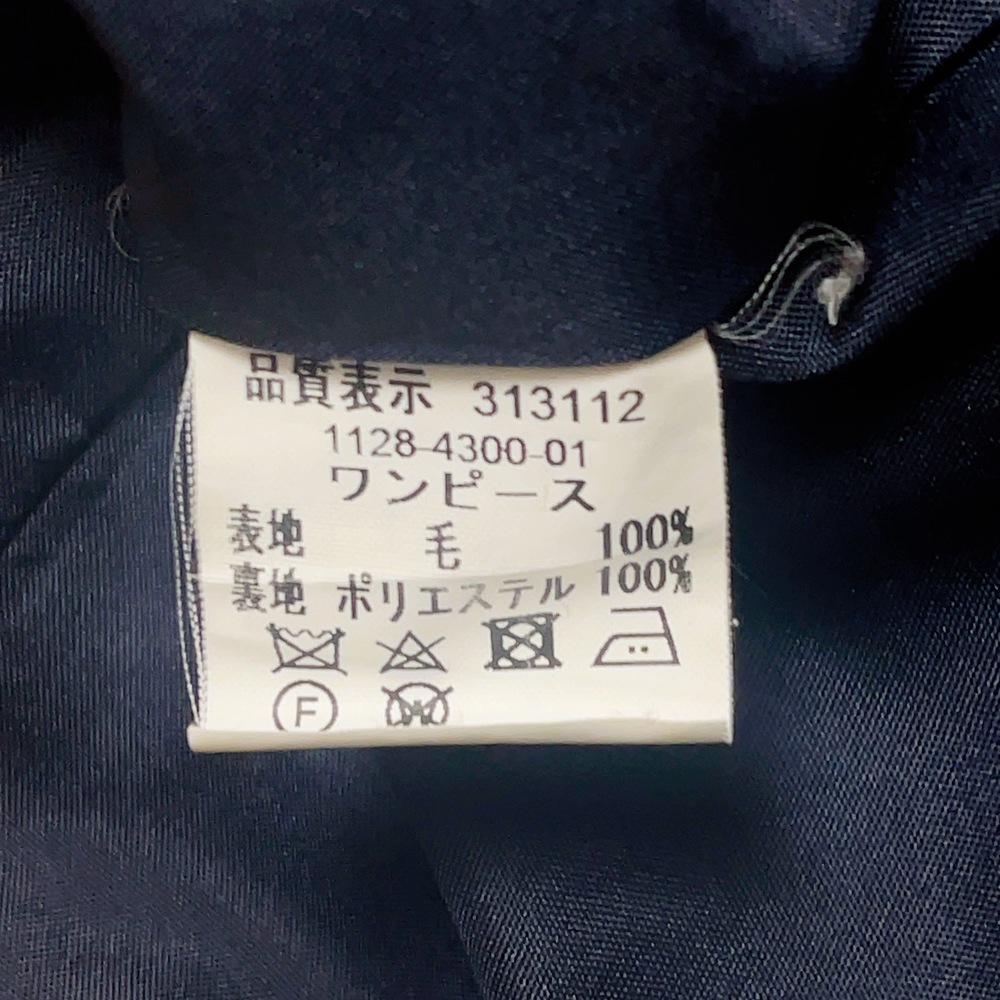 品質表示 313112
1128-4300-01
ワンピース
表地 毛 100%
裏地 ポリエステル 100%
F
W